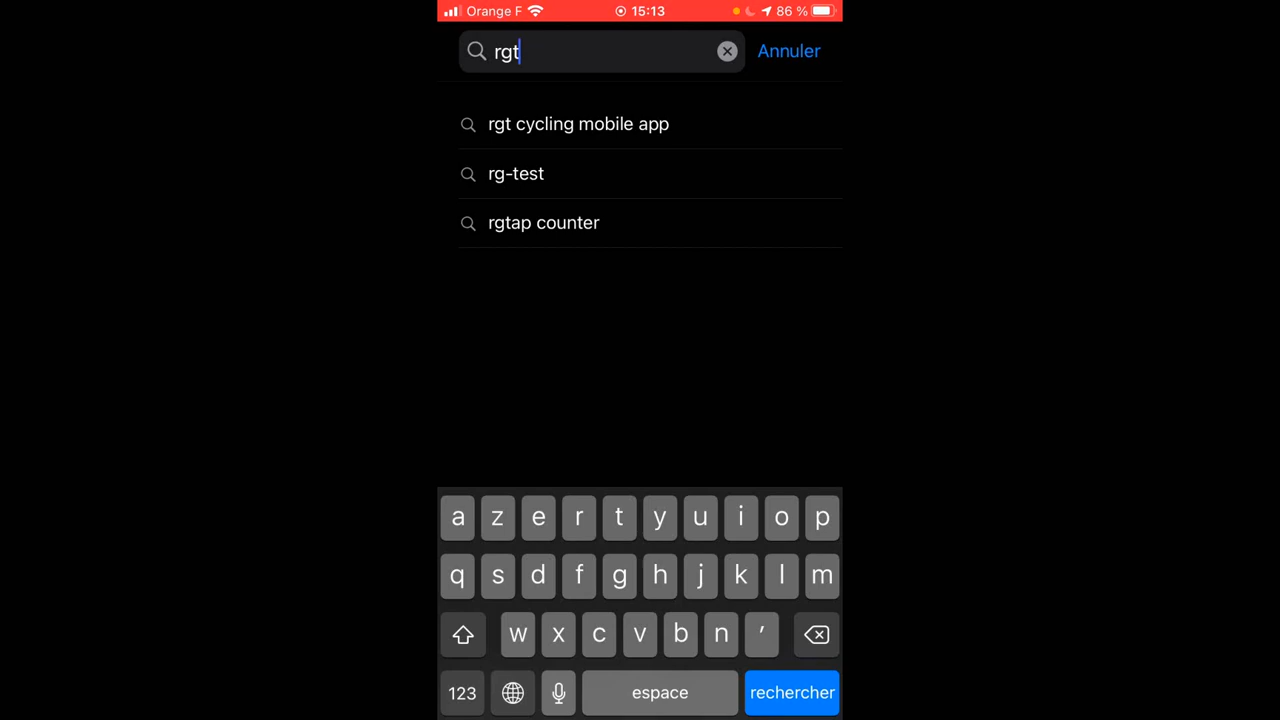 Orange F 15:13 86 %
rgt Annuler
rgt cycling mobile app
rg-test
rgtap counter
a z e r t y u i o p
q s d f g h j k l m
w x c v b n ’
123 espace rechercher